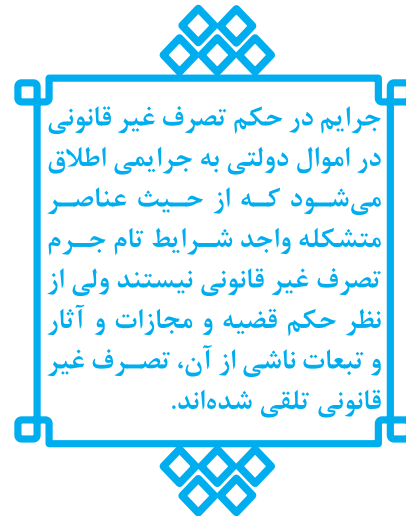 جرایم در حکم تصرف غیر قانونی
در اموال دولتی به جرایمی اطلاق
می‌شود که از حیث عناصر
متشکله واجد شرایط تام جرم
تصرف غیر قانونی نیستند ولی از
نظر حکم قضیه و مجازات و آثار
و تبعات ناشی از آن، تصرف غیر
قانونی تلقی شده‌اند.